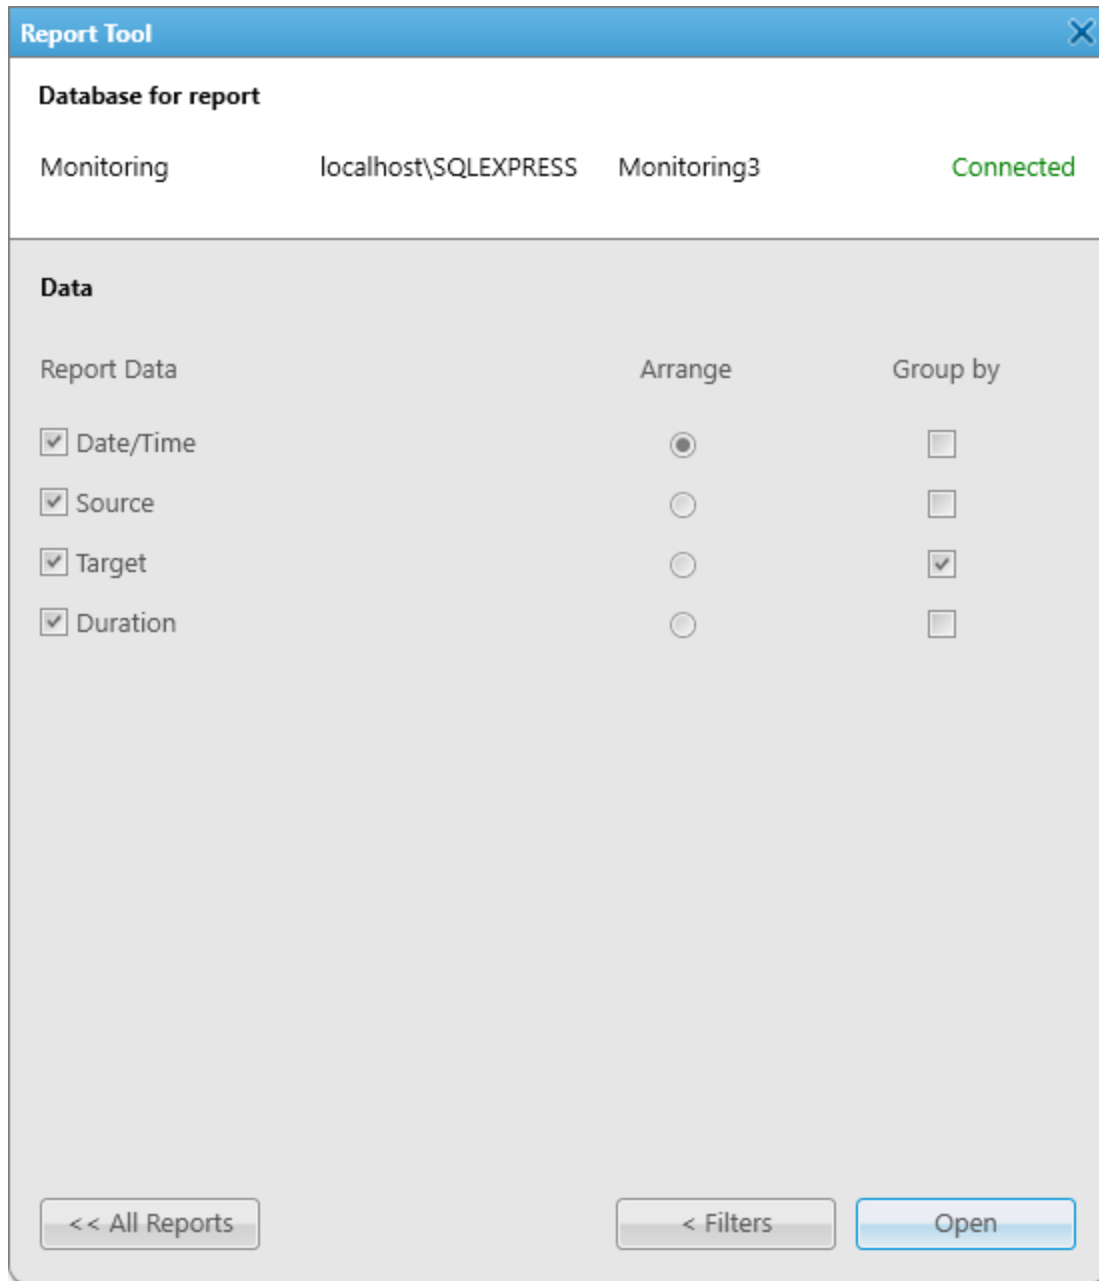 Report Tool
Database for report
Monitoring localhost\SQLEXPRESS Monitoring3 Connected
Data
Report Data Arrange Group by
Date/Time
Source
Target
Duration
<< All Reports < Filters Open